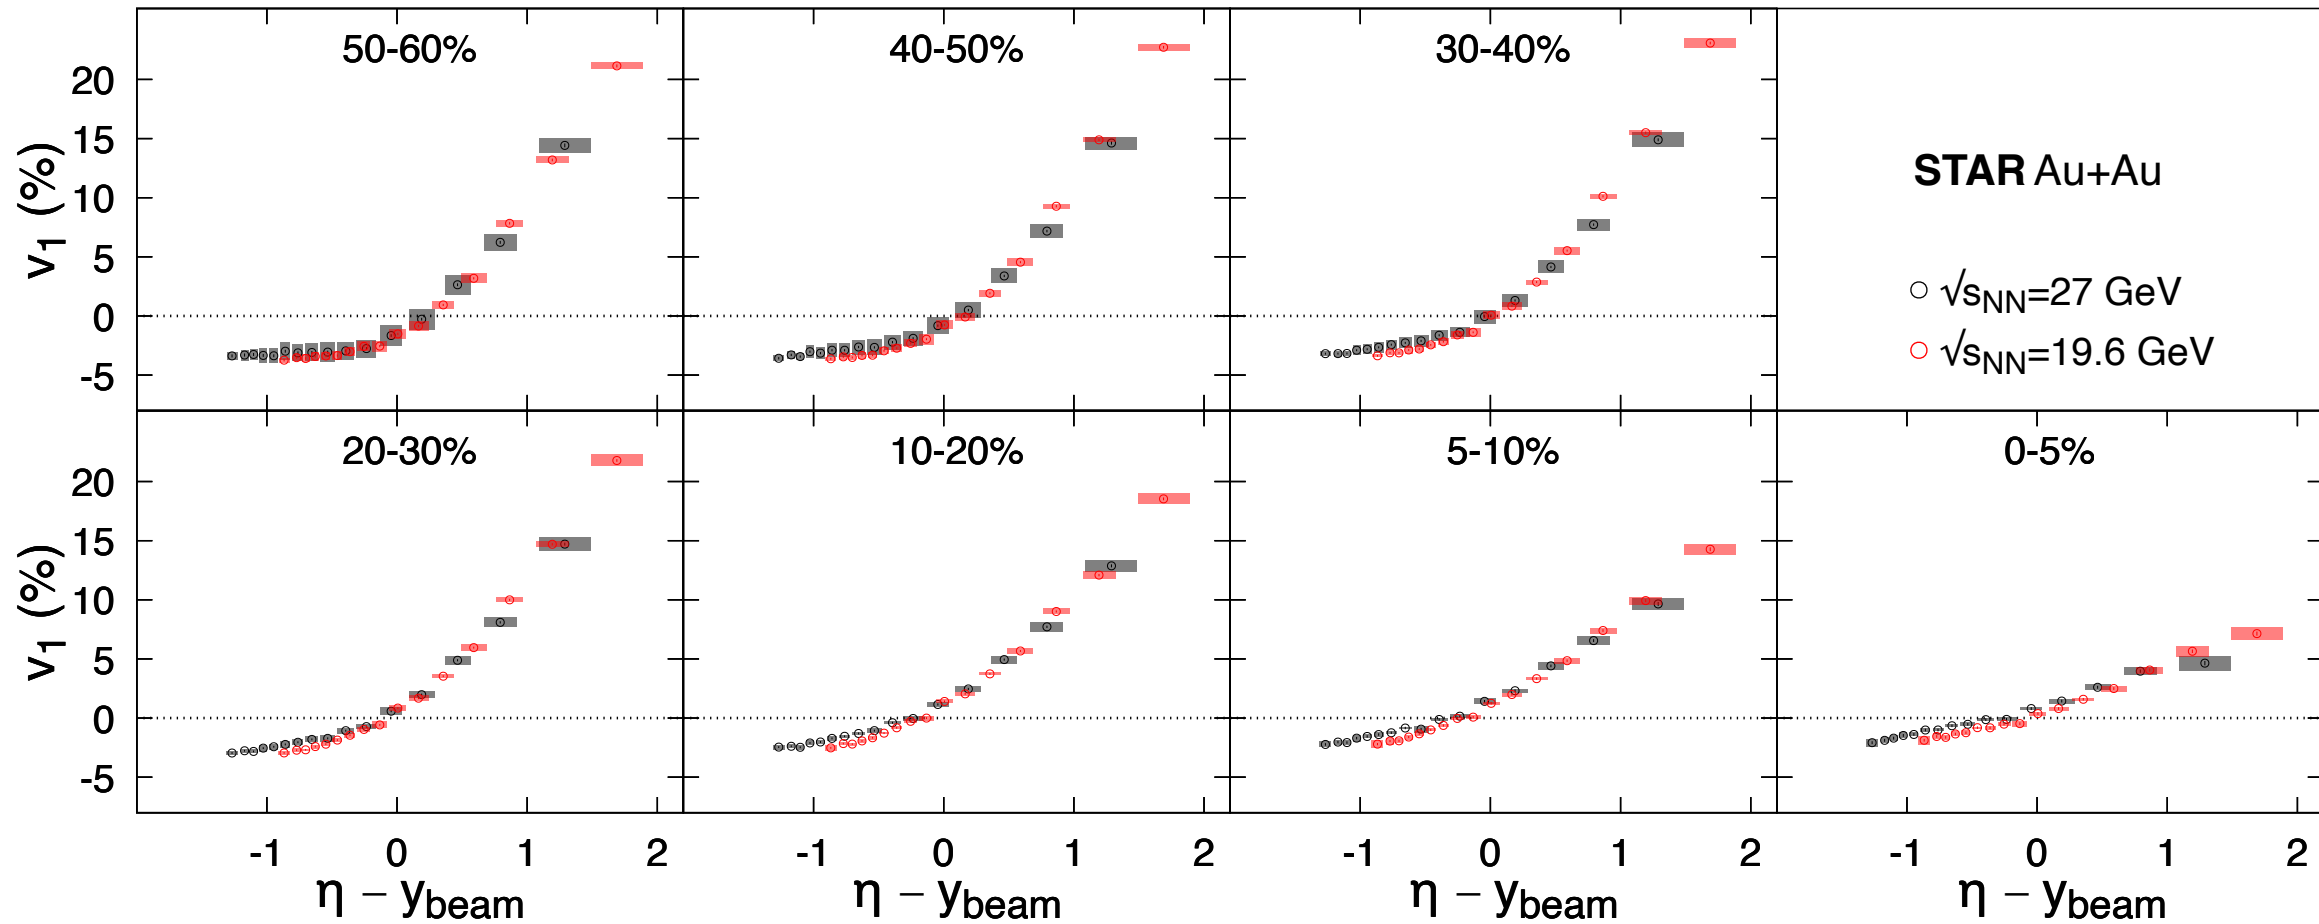 50-60%
40-50%
30-40%
20
15
10
5
0
-5
v1 (%)
STAR Au+Au
√sNN=27 GeV
√sNN=19.6 GeV
20-30%
10-20%
5-10%
0-5%
20
15
10
5
0
-5
v1 (%)
-1 0 1 2 -1 0 1 2 -1 0 1 2 -1 0 1 2
η − ybeam η − ybeam η − ybeam η − ybeam